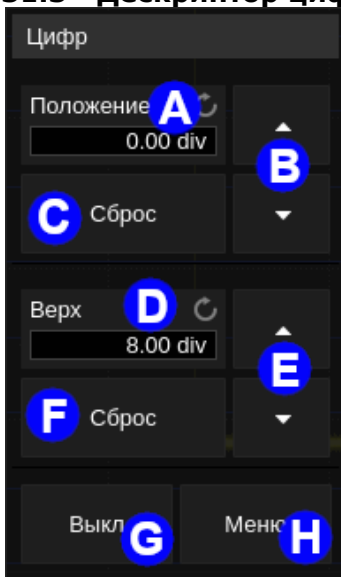 Цифр
Положение A
0.00 div
B
C Сброс
Верх D
8.00 div
E
F Сброс
Выкл G
Меню H